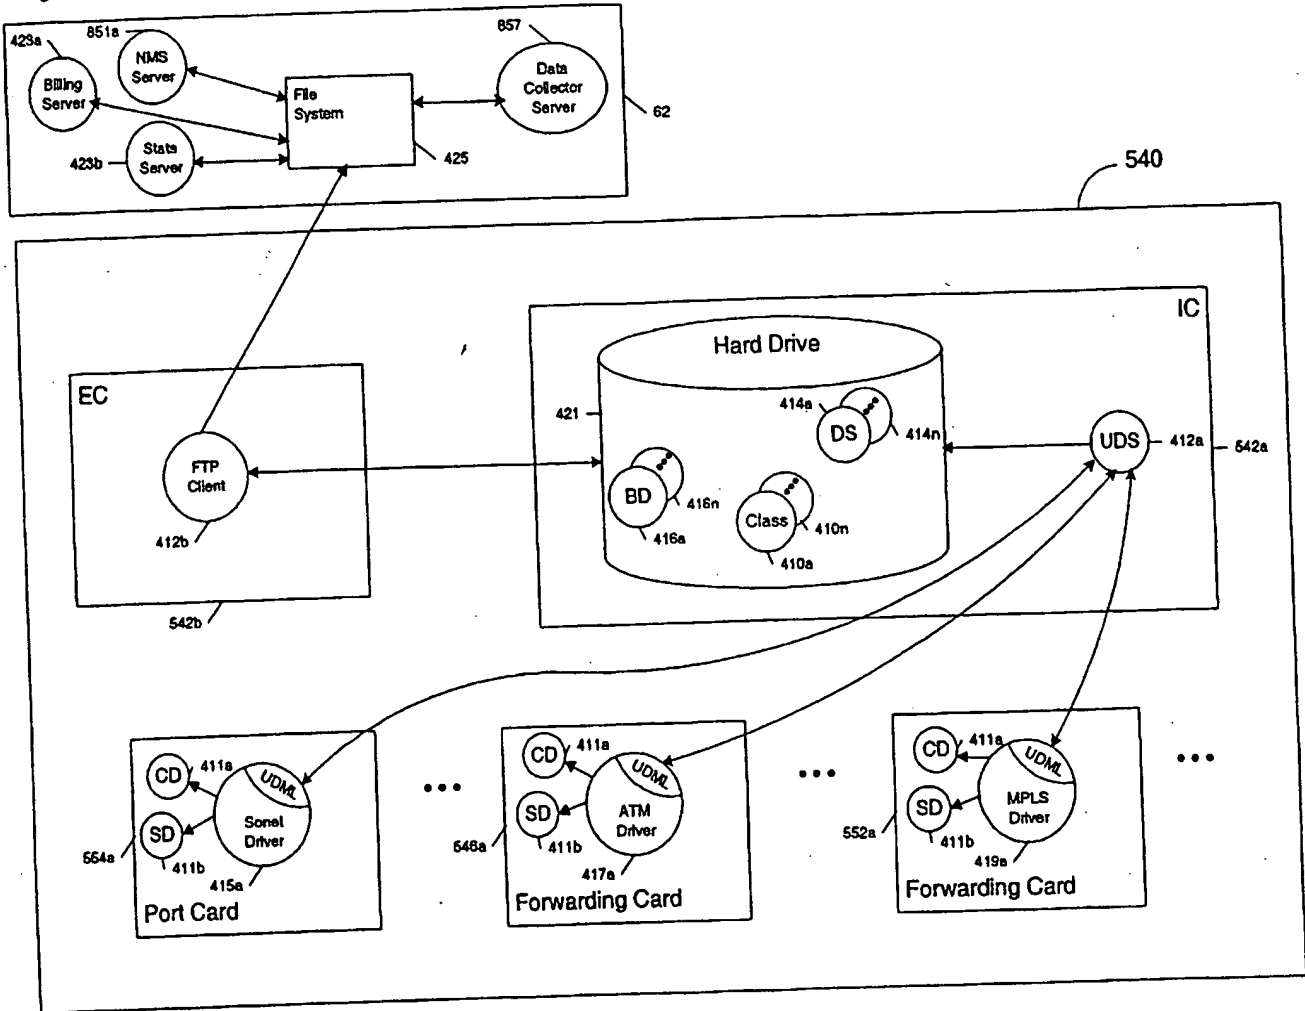 851a
857
423a
NMS
Server
Billing
Server
File
System
Data
Collector
Server
62
Stats
Server
423b
425
540
IC
EC
Hard Drive
421
414a
DS
414n
UDS
412a
542a
FTP
Client
BD
416n
416a
Class
410n
410a
412b
542b
CD
411a
UDML
SD
Sonet
Driver
554a
411b
415a
Port Card
CD
411a
UDML
SD
ATM
Driver
546a
411b
417a
Forwarding Card
CD
411a
UDML
SD
MPLS
Driver
552a
411b
419a
Forwarding Card